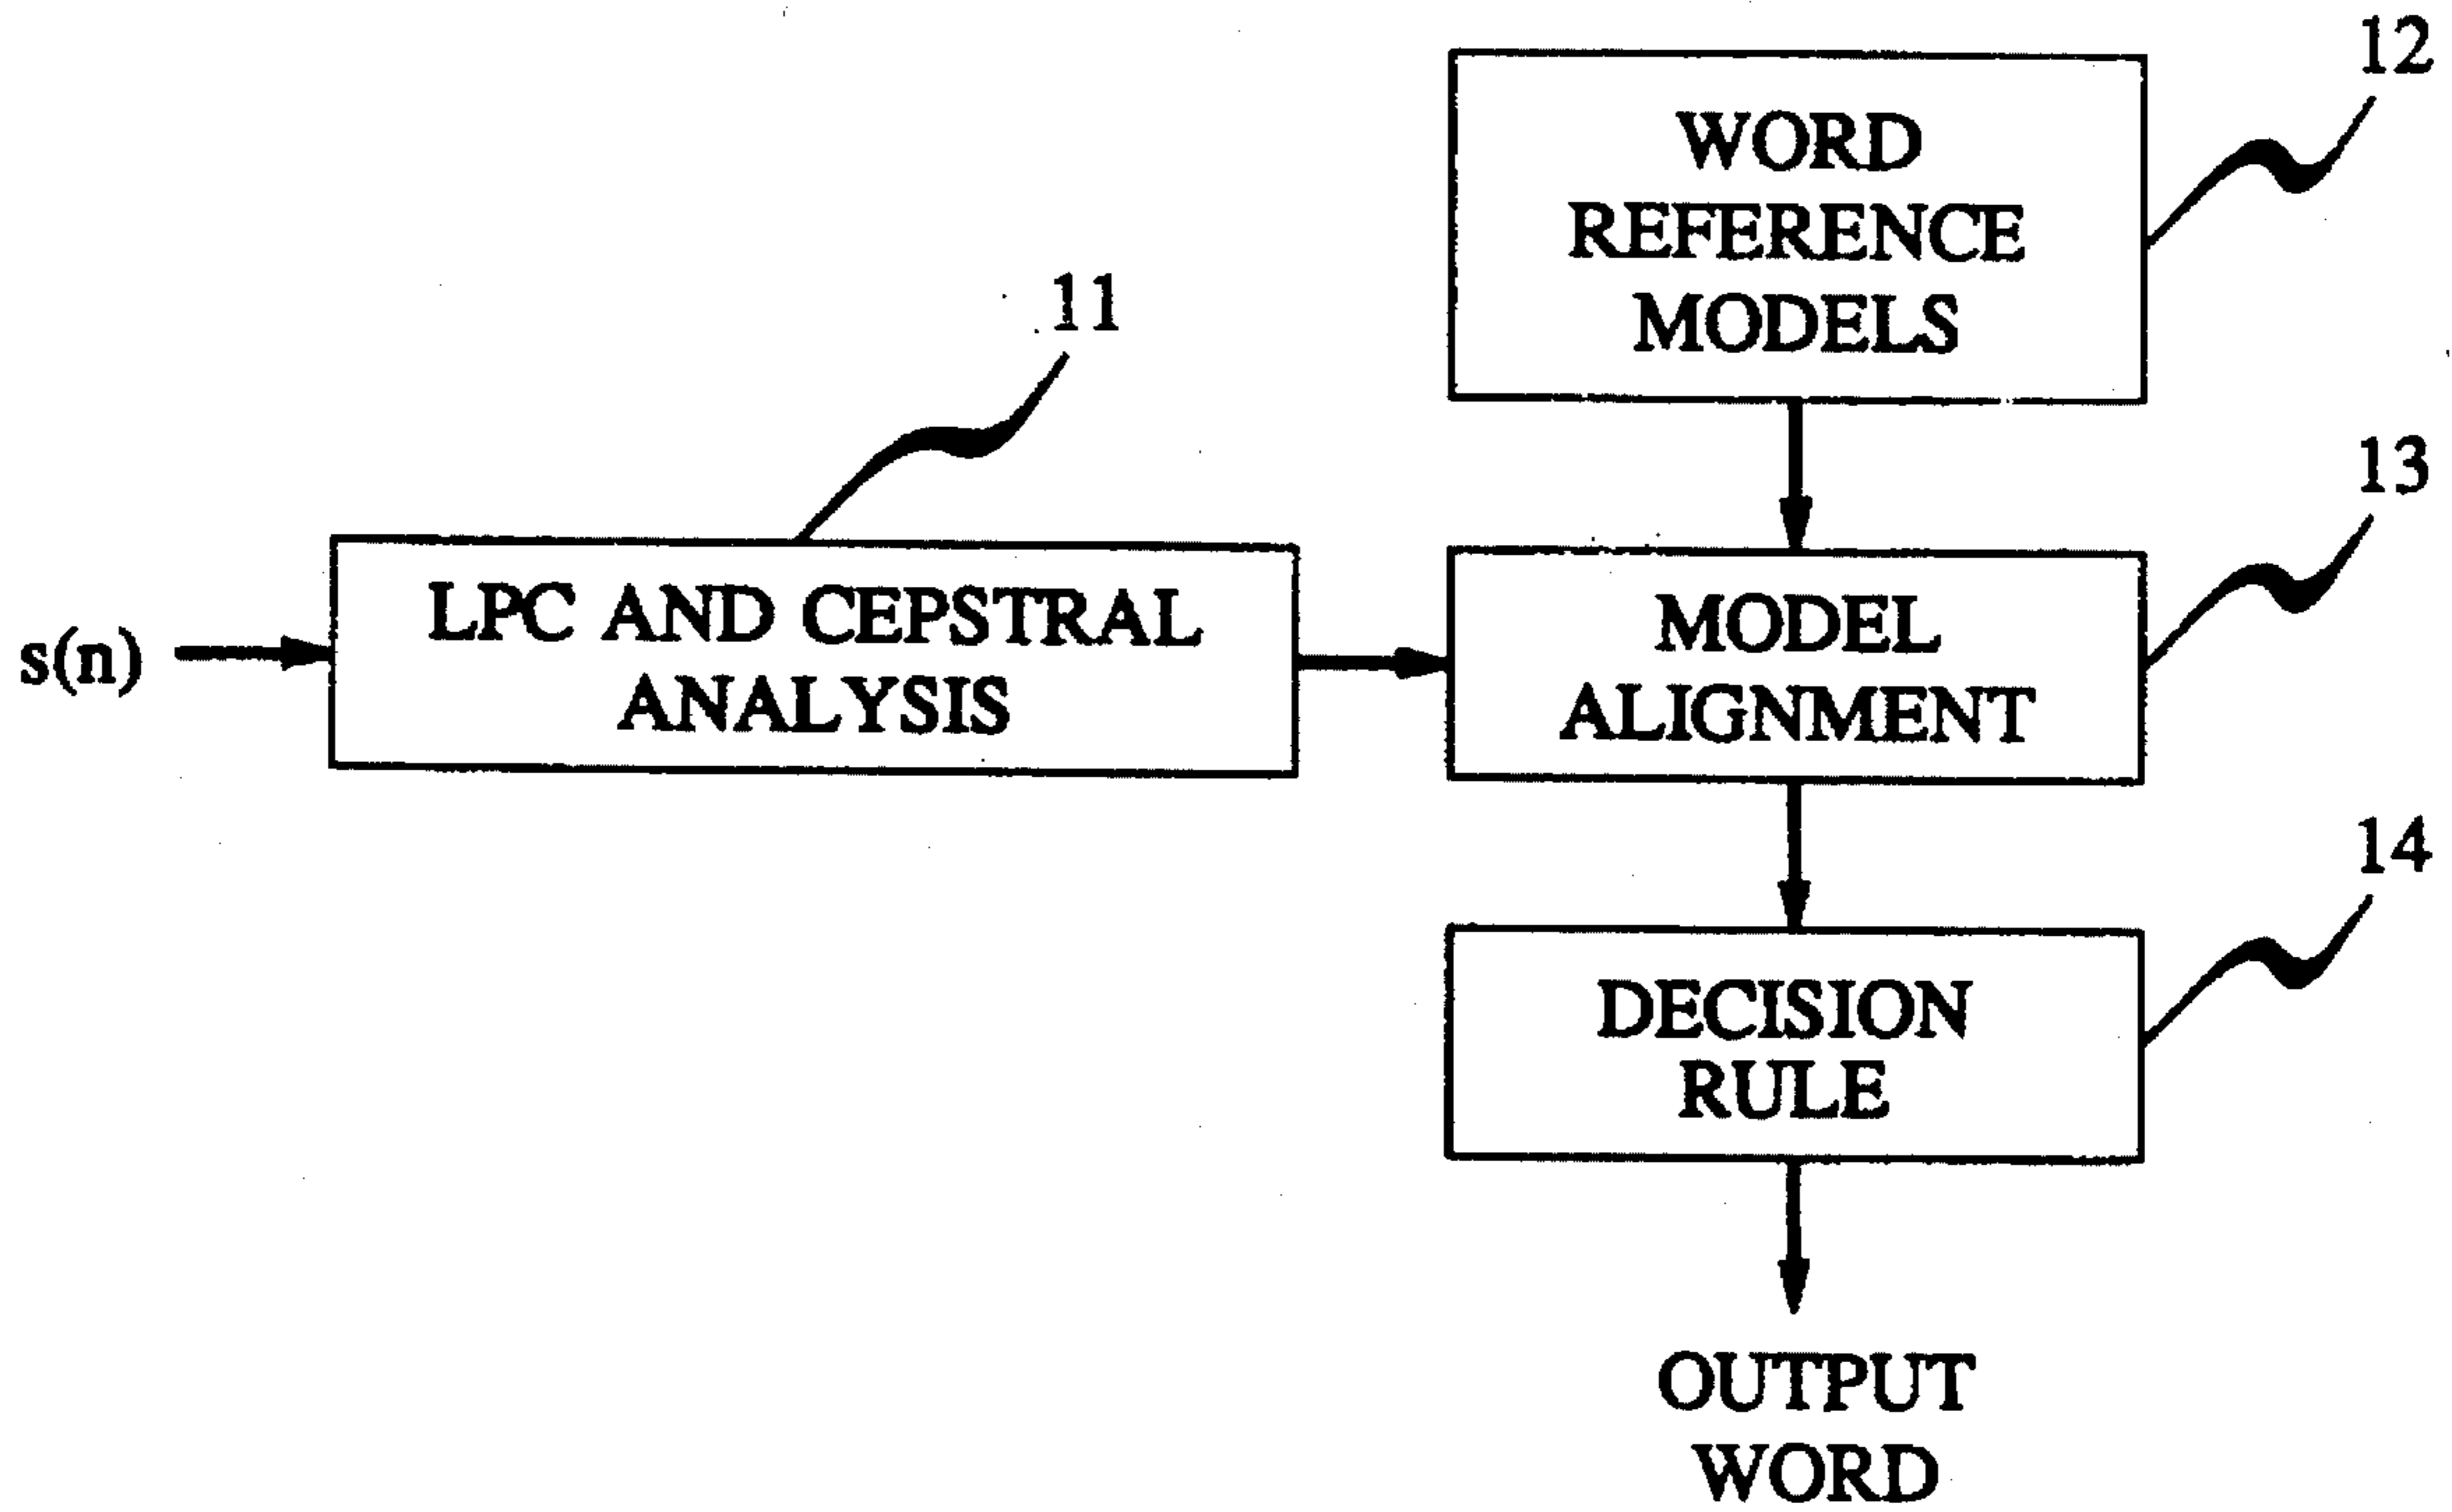 12
WORD
REFERENCE
MODELS
11
13
s(n)
LPC AND CEPSTRAL
ANALYSIS
MODEL
ALIGNMENT
14
DECISION
RULE
OUTPUT
WORD